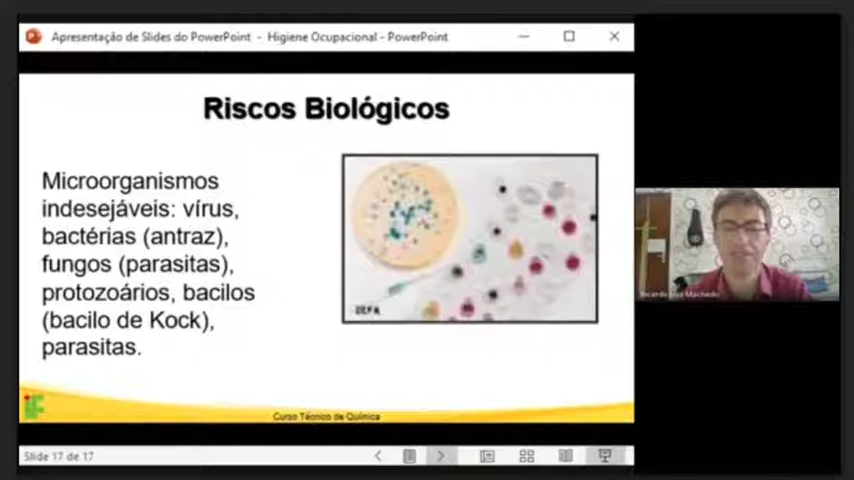 Apresentação de Slides do PowerPoint - Higiene Ocupacional - PowerPoint
Riscos Biológicos
Microorganismos
indesejáveis: vírus,
bactérias (antraz),
fungos (parasitas),
protozoários, bacilos
(bacilo de Kock),
parasitas.
Machado
Curso Técnico de Química
Slide 17 de 17